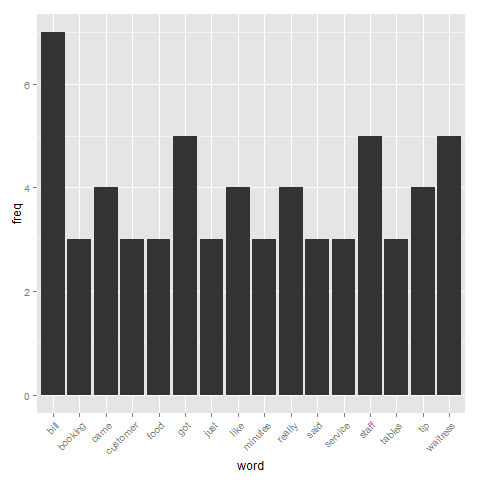 freq
6
4
2
0
bill
booking
came
customer
food
got
just
like
minutes
really
said
service
staff
tables
tip
waitress
word